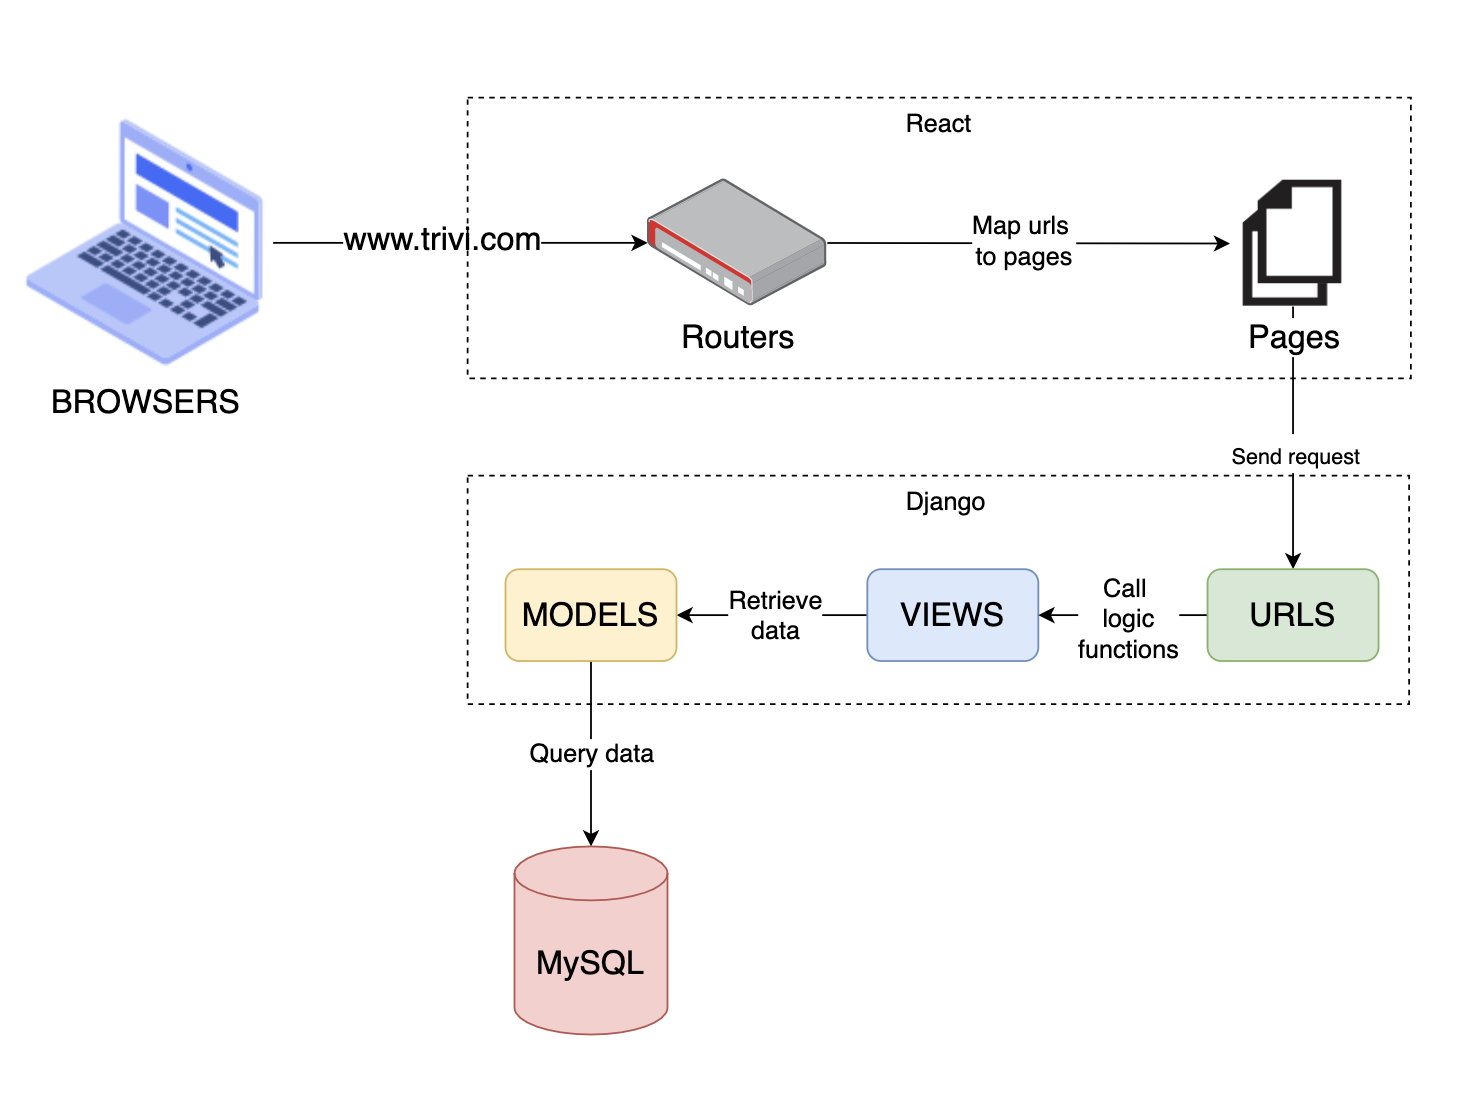 React
www.trivi.com
Map urls
to pages
Routers
Pages
BROWSERS
Send request
Django
MODELS
Retrieve
data
VIEWS
Call
logic
functions
URLS
Query data
MySQL